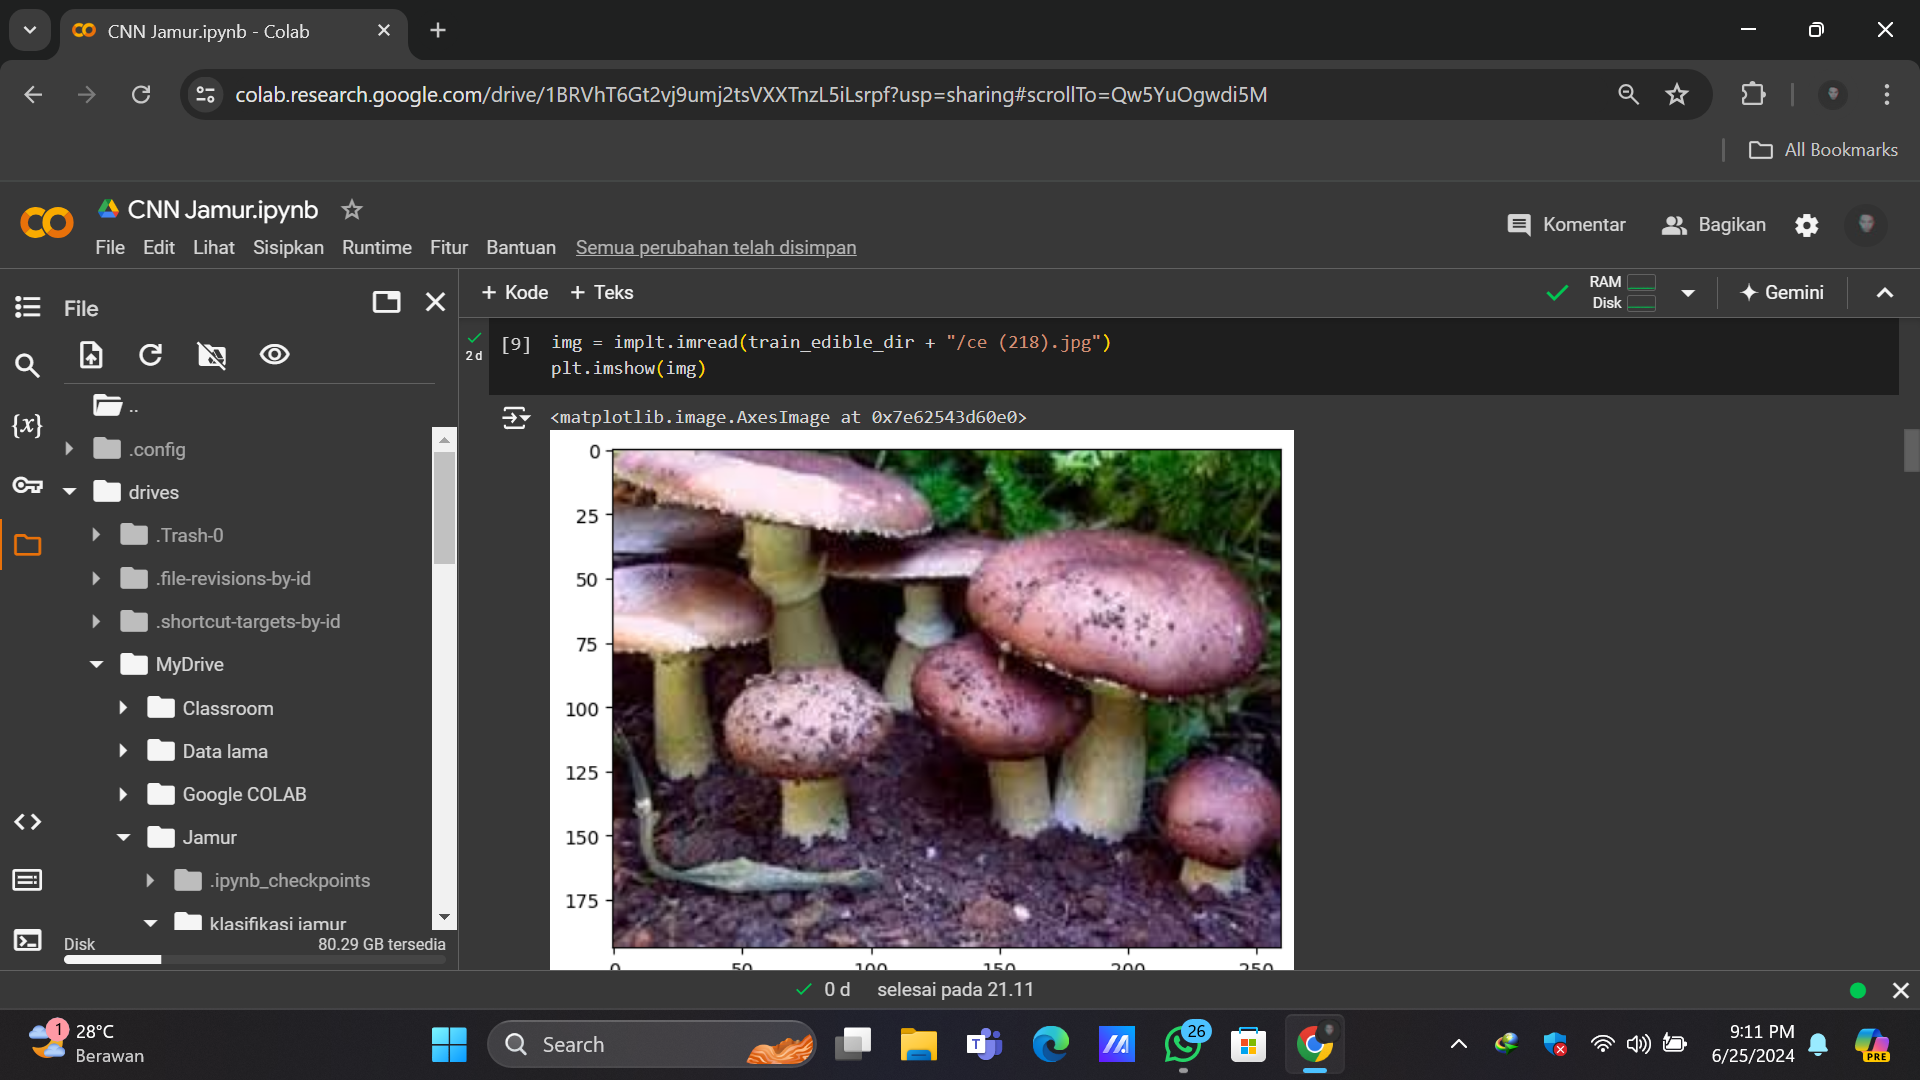 CNN Jamur.ipynb - Colab
colab.research.google.com/drive/1BRVhT6Gt2vj9umj2tsVXXTnzL5iLsrpf?usp=sharing#scrollTo=Qw5YuOgwdi5M
All Bookmarks
CNN Jamur.ipynb
File Edit Lihat Sisipkan Runtime Fitur Bantuan Semua perubahan telah disimpan
Komentar
Bagikan
File
+ Kode + Teks
RAM
Disk
Gemini
2 d
[9] img = implt.imread(train_edible_dir + "/ce (218).jpg")
plt.imshow(img)
<matplotlib.image.AxesImage at 0x7e62543d60e0>
..
.config
drives
.Trash-0
.file-revisions-by-id
.shortcut-targets-by-id
MyDrive
Classroom
Data lama
Google COLAB
Jamur
.ipynb_checkpoints
klasifikasi jamur
Disk 80.29 GB tersedia
{x}
0
25
50
75
100
125
150
175
0 50 100 150 200 250
0 d selesai pada 21.11
1
28°C
Berawan
Search
T
26
PRE
9:11 PM
6/25/2024